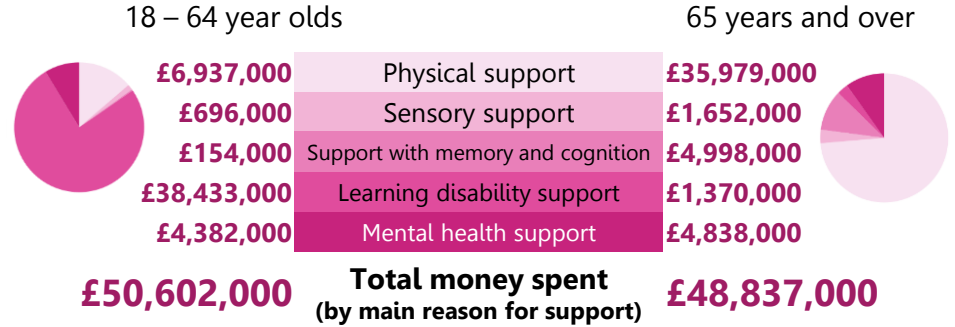 18 – 64 year olds 65 years and over
£6,937,000 Physical support £35,979,000
£696,000 Sensory support £1,652,000
£154,000 Support with memory and cognition £4,998,000
£38,433,000 Learning disability support £1,370,000
£4,382,000 Mental health support £4,838,000
£50,602,000 Total money spent £48,837,000
(by main reason for support)